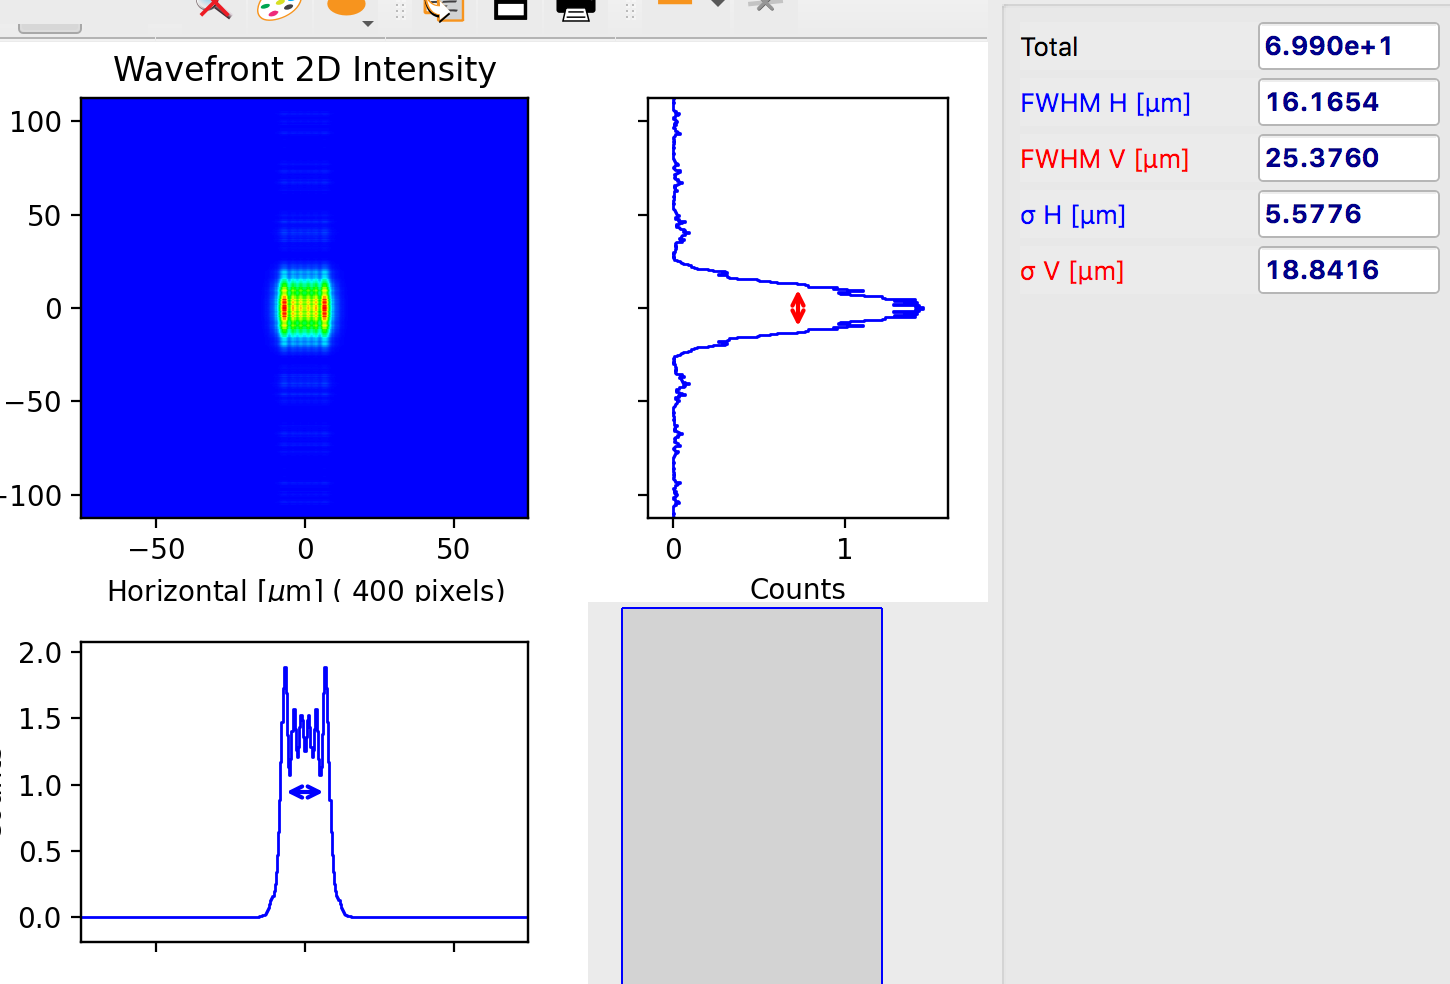 Wavefront 2D Intensity
100
50
0
−50
−100
−50 0 50
Horizontal [μm] ( 400 pixels)
0 1
Counts
2.0
1.5
1.0
0.5
0.0
Total 6.990e+1
FWHM H [μm] 16.1654
FWHM V [μm] 25.3760
σ H [μm] 5.5776
σ V [μm] 18.8416